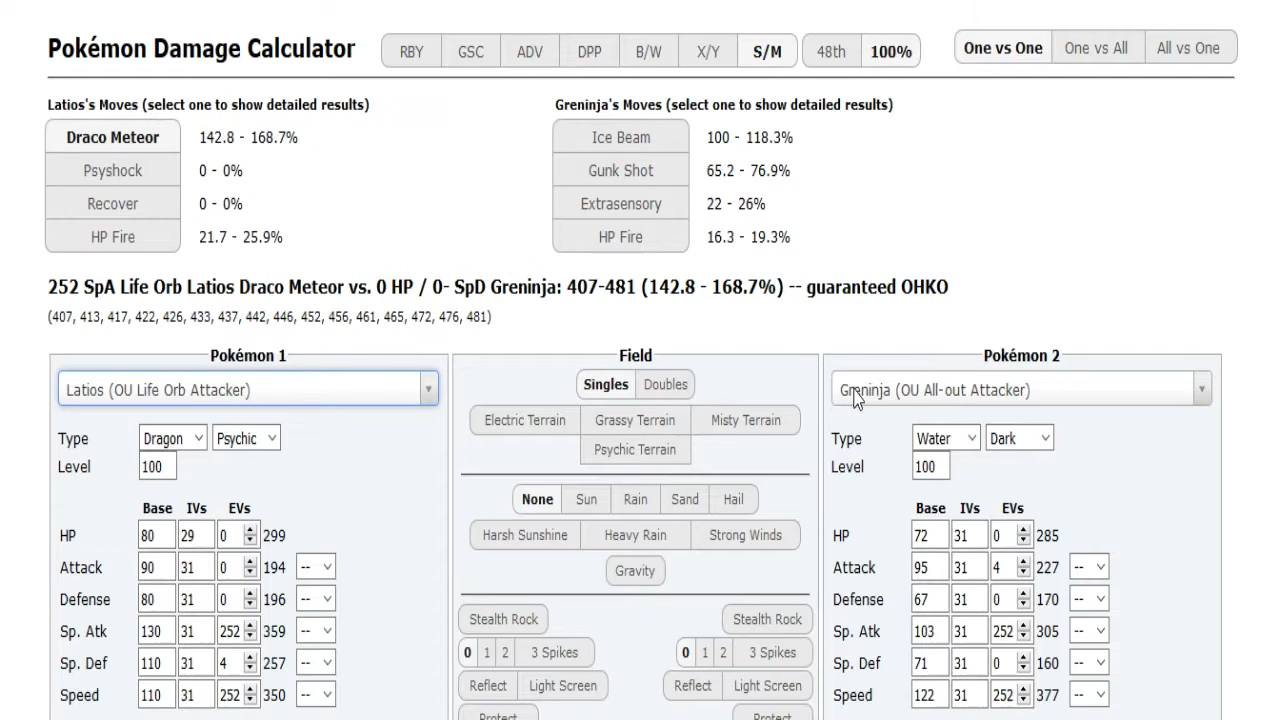 Pokémon Damage Calculator
RBY GSC ADV DPP B/W X/Y S/M 48th 100% One vs One One vs All All vs One
Latios's Moves (select one to show detailed results)
Draco Meteor 142.8 - 168.7%
Psyshock 0 - 0%
Recover 0 - 0%
HP Fire 21.7 - 25.9%
Greninja's Moves (select one to show detailed results)
Ice Beam 100 - 118.3%
Gunk Shot 65.2 - 76.9%
Extrasensory 22 - 26%
HP Fire 16.3 - 19.3%
252 SpA Life Orb Latios Draco Meteor vs. 0 HP / 0- SpD Greninja: 407-481 (142.8 - 168.7%) -- guaranteed OHKO
(407, 413, 417, 422, 426, 433, 437, 442, 446, 452, 456, 461, 465, 472, 476, 481)
Pokémon 1
Latios (OU Life Orb Attacker)
Type Dragon Psychic
Level 100
Base IVs EVs
HP 80 29 0 299
Attack 90 31 0 194 --
Defense 80 31 0 196 --
Sp. Atk 130 31 252 359 --
Sp. Def 110 31 4 257 --
Speed 110 31 252 350 --
Field
Singles Doubles
Electric Terrain Grassy Terrain Misty Terrain
Psychic Terrain
None Sun Rain Sand Hail
Harsh Sunshine Heavy Rain Strong Winds
Gravity
Stealth Rock Stealth Rock
0 1 2 3 Spikes 0 1 2 3 Spikes
Reflect Light Screen Reflect Light Screen
Protect Protect
Pokémon 2
Greninja (OU All-out Attacker)
Type Water Dark
Level 100
Base IVs EVs
HP 72 31 0 285
Attack 95 31 4 227 --
Defense 67 31 0 170 --
Sp. Atk 103 31 252 305 --
Sp. Def 71 31 0 160 --
Speed 122 31 252 377 --